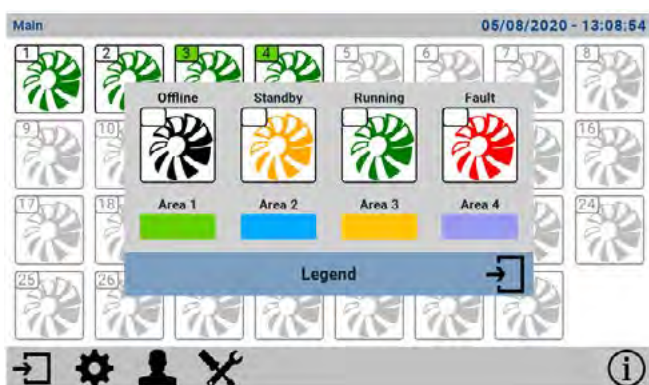 Main 05/08/2020 - 13:08:54
1 2 3 4 5 6 7 8
Offline Standby Running Fault
9 10 16
Area 1 Area 2 Area 3 Area 4
17 18 24
Legend
25 26
i